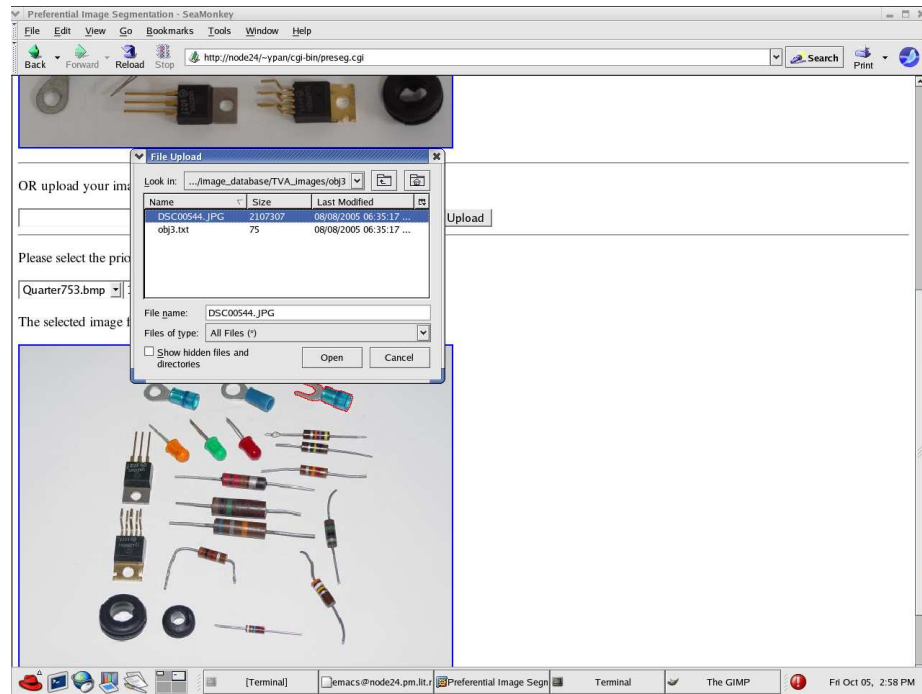 Preferential Image Segmentation - SeaMonkey
File Edit View Go Bookmarks Tools Window Help
Back Forward Reload Stop http://node24/~ypan/cgi-bin/preseg.cgi Search Print
File Upload
OR upload your ima
Look in: .../image_database/TVA_images/obj3
Name Size Last Modified
DSC00544.JPG 2107307 08/08/2005 06:35:17 ...
obj3.txt 75 08/08/2005 06:35:17 ...
Upload
Please select the prio
Quarter753.bmp
File name: DSC00544.JPG
The selected image f
Files of type: All Files (*)
Show hidden files and
directories
Open Cancel
[Terminal] emacs@node24.pm.lit.r Preferential Image Segn Terminal The GIMP Fri Oct 05, 2:58 PM